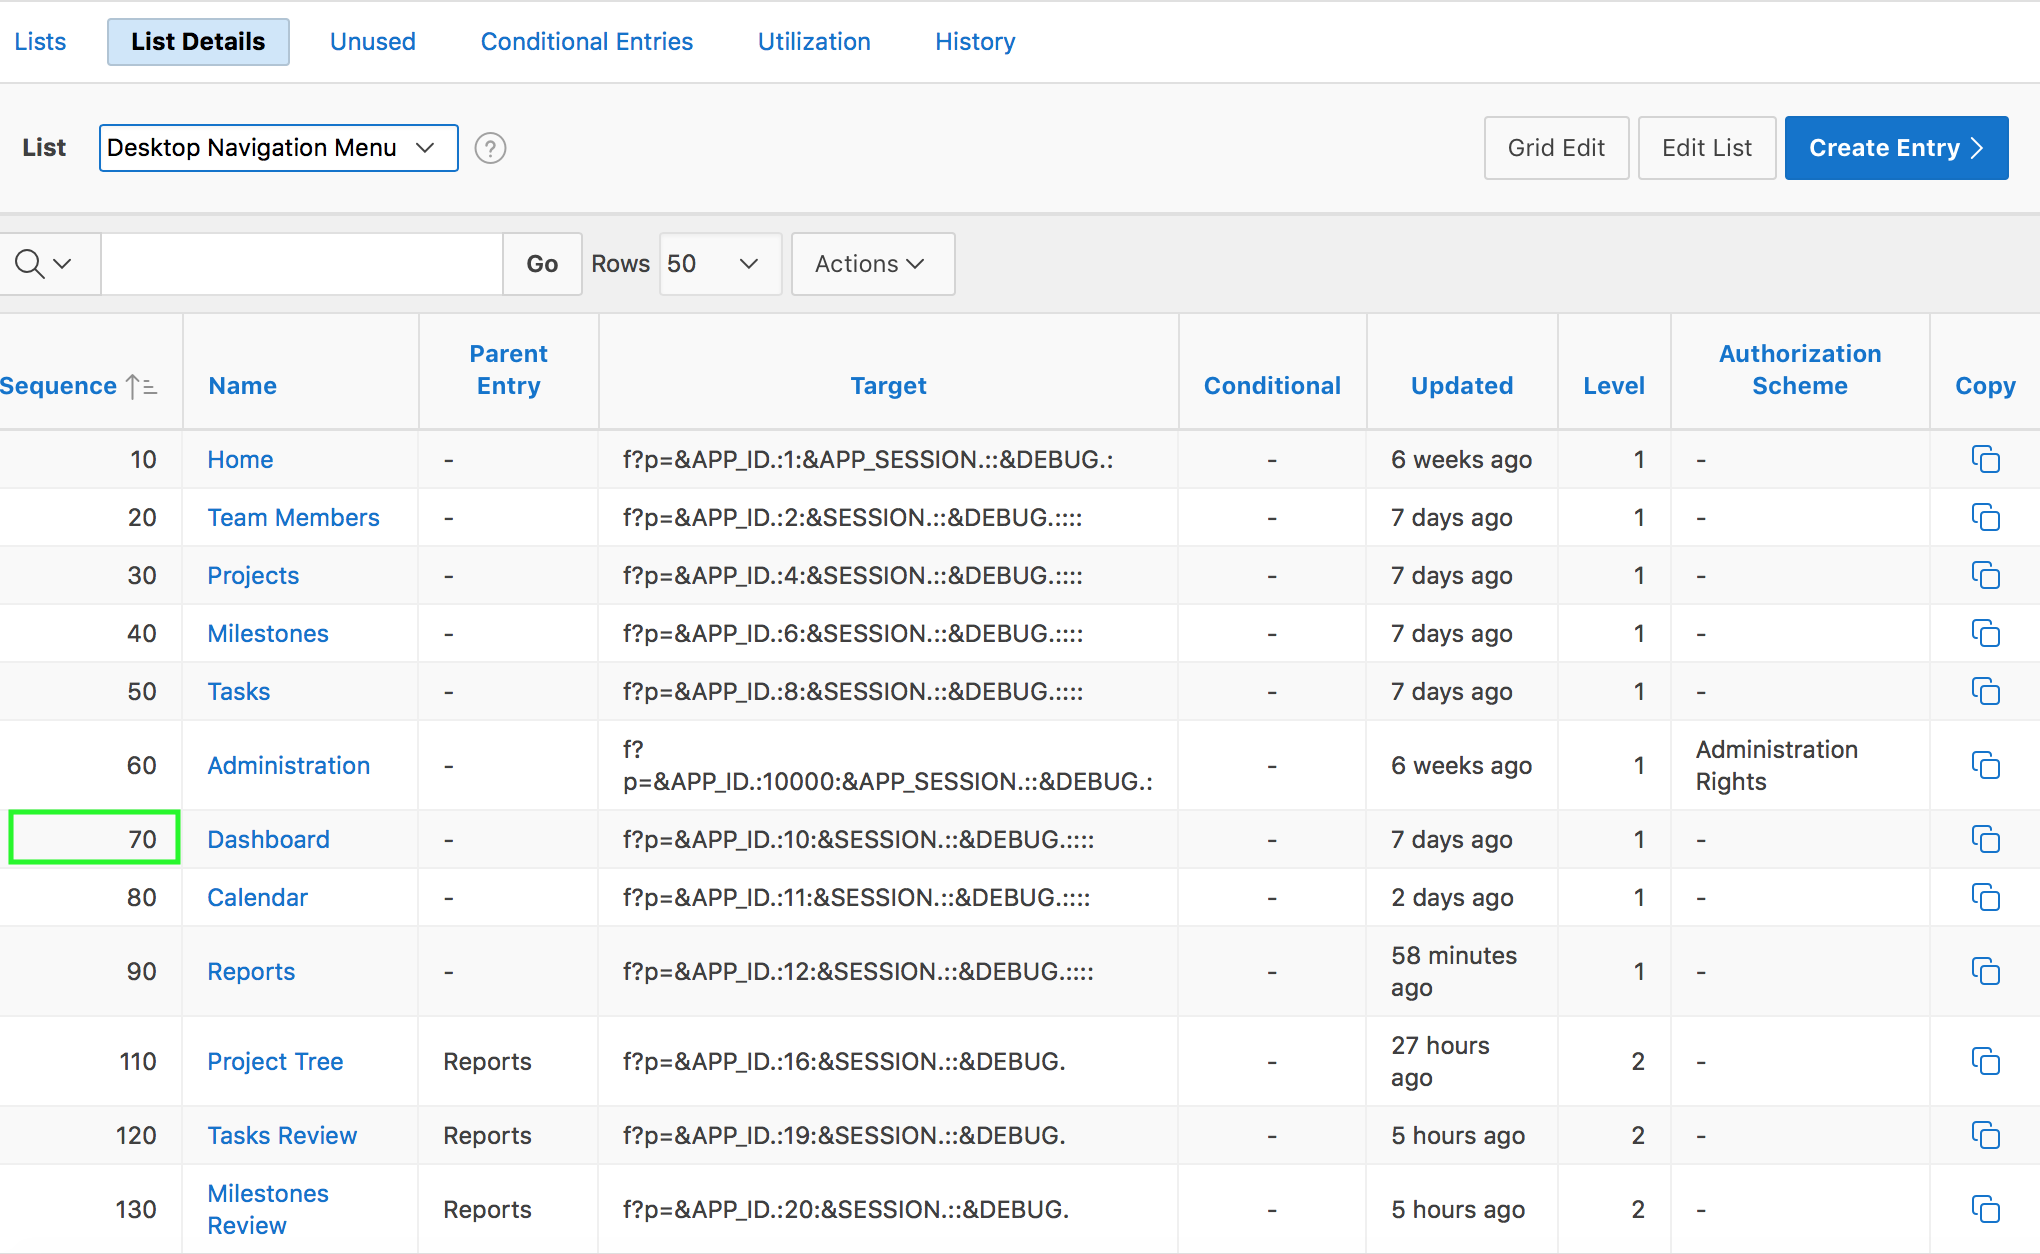 Lists List Details Unused Conditional Entries Utilization History
List Desktop Navigation Menu ? Grid Edit Edit List Create Entry
Go Rows 50 Actions
Sequence Name Parent Entry Target Conditional Updated Level Authorization Scheme Copy
10 Home - f?p=&APP_ID.:1:&APP_SESSION.::&DEBUG.: - 6 weeks ago 1 -
20 Team Members - f?p=&APP_ID.:2:&SESSION.::&DEBUG.:::: - 7 days ago 1 -
30 Projects - f?p=&APP_ID.:4:&SESSION.::&DEBUG.:::: - 7 days ago 1 -
40 Milestones - f?p=&APP_ID.:6:&SESSION.::&DEBUG.:::: - 7 days ago 1 -
50 Tasks - f?p=&APP_ID.:8:&SESSION.::&DEBUG.:::: - 7 days ago 1 -
60 Administration - f?
p=&APP_ID.:10000:&APP_SESSION.::&DEBUG.: - 6 weeks ago 1 Administration Rights
70 Dashboard - f?p=&APP_ID.:10:&SESSION.::&DEBUG.:::: - 7 days ago 1 -
80 Calendar - f?p=&APP_ID.:11:&SESSION.::&DEBUG.:::: - 2 days ago 1 -
90 Reports - f?p=&APP_ID.:12:&SESSION.::&DEBUG.:::: - 58 minutes ago 1 -
110 Project Tree Reports f?p=&APP_ID.:16:&SESSION.::&DEBUG. - 27 hours ago 2 -
120 Tasks Review Reports f?p=&APP_ID.:19:&SESSION.::&DEBUG. - 5 hours ago 2 -
130 Milestones Review Reports f?p=&APP_ID.:20:&SESSION.::&DEBUG. - 5 hours ago 2 -